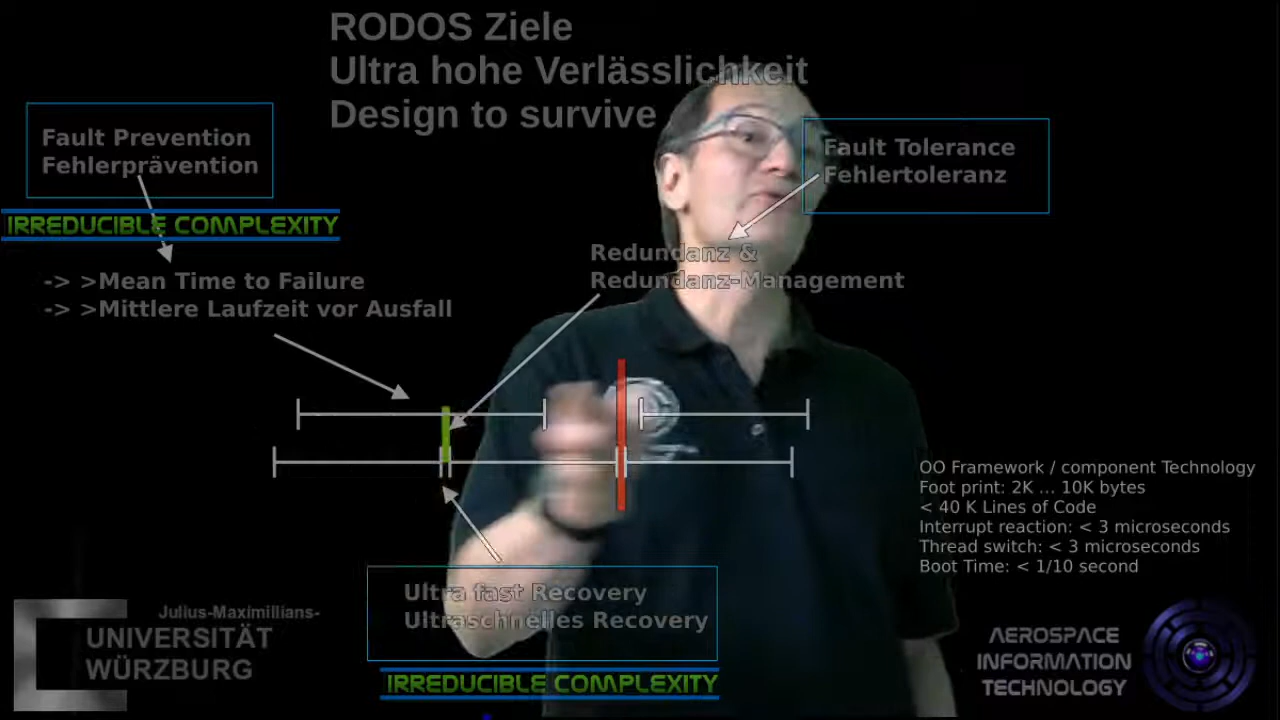 RODOS Ziele
Ultra hohe Verlässlichkeit
Design to survive
Fault Prevention
Fehlerprävention
IRREDUCIBLE COMPLEXITY
-> >Mean Time to Failure
-> >Mittlere Laufzeit vor Ausfall
Fault Tolerance
Fehlertoleranz
Redundanz &
Redundanz-Management
OO Framework / component Technology
Foot print: 2K ... 10K bytes
< 40 K Lines of Code
Interrupt reaction: < 3 microseconds
Thread switch: < 3 microseconds
Boot Time: < 1/10 second
Ultra fast Recovery
Ultraschnelles Recovery
IRREDUCIBLE COMPLEXITY
Julius-Maximillians-
UNIVERSITÄT
WÜRZBURG
AEROSPACE
INFORMATION
TECHNOLOGY